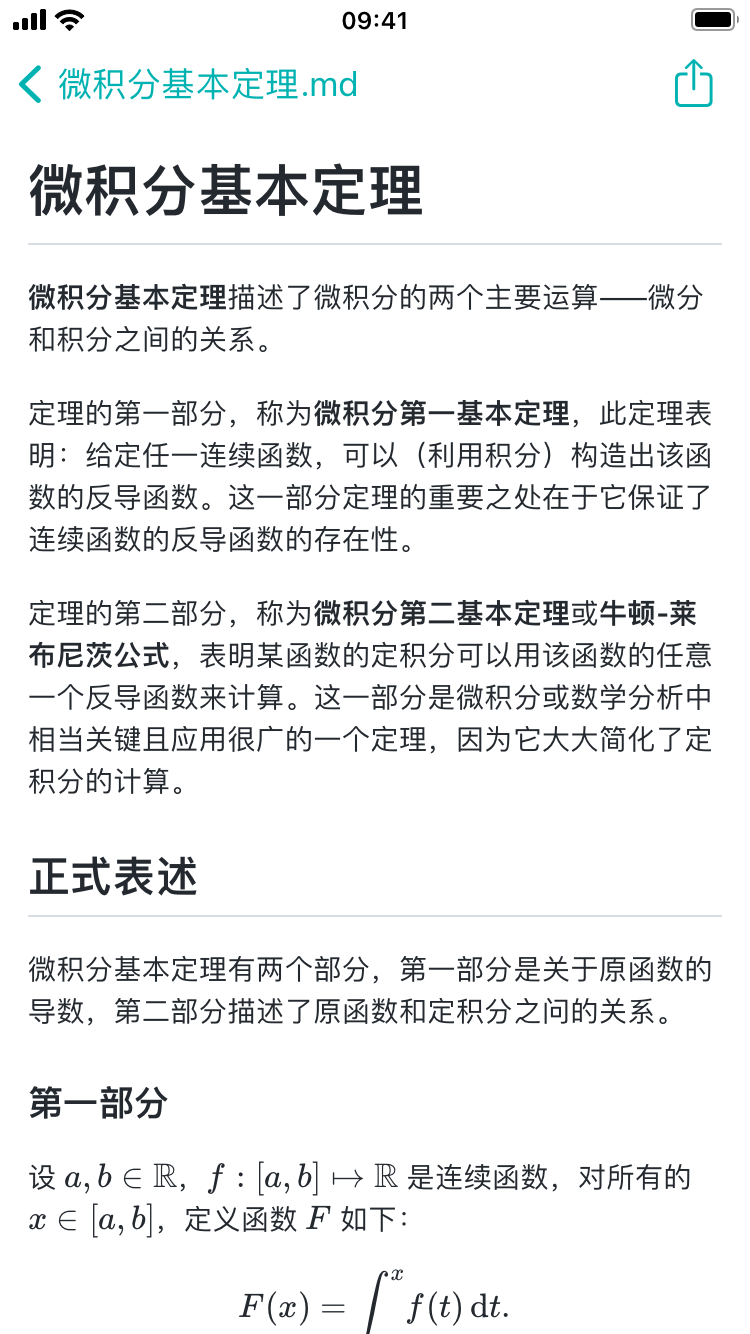 09:41
微积分基本定理.md
微积分基本定理
微积分基本定理描述了微积分的两个主要运算——微分
和积分之间的关系。
定理的第一部分，称为微积分第一基本定理，此定理表
明：给定任一连续函数，可以（利用积分）构造出该函
数的反导函数。这一部分定理的重要之处在于它保证了
连续函数的反导函数的存在性。
定理的第二部分，称为微积分第二基本定理或牛顿-莱
布尼茨公式，表明某函数的定积分可以用该函数的任意
一个反导函数来计算。这一部分是微积分或数学分析中
相当关键且应用很广的一个定理，因为它大大简化了定
积分的计算。
正式表述
微积分基本定理有两个部分，第一部分是关于原函数的
导数，第二部分描述了原函数和定积分之问的关系。
第一部分
设 a, b ∈ ℝ，f : [a, b] ↦ ℝ 是连续函数，对所有的
x ∈ [a, b]，定义函数 F 如下：
F(x) = ∫ˣ f(t) dt.